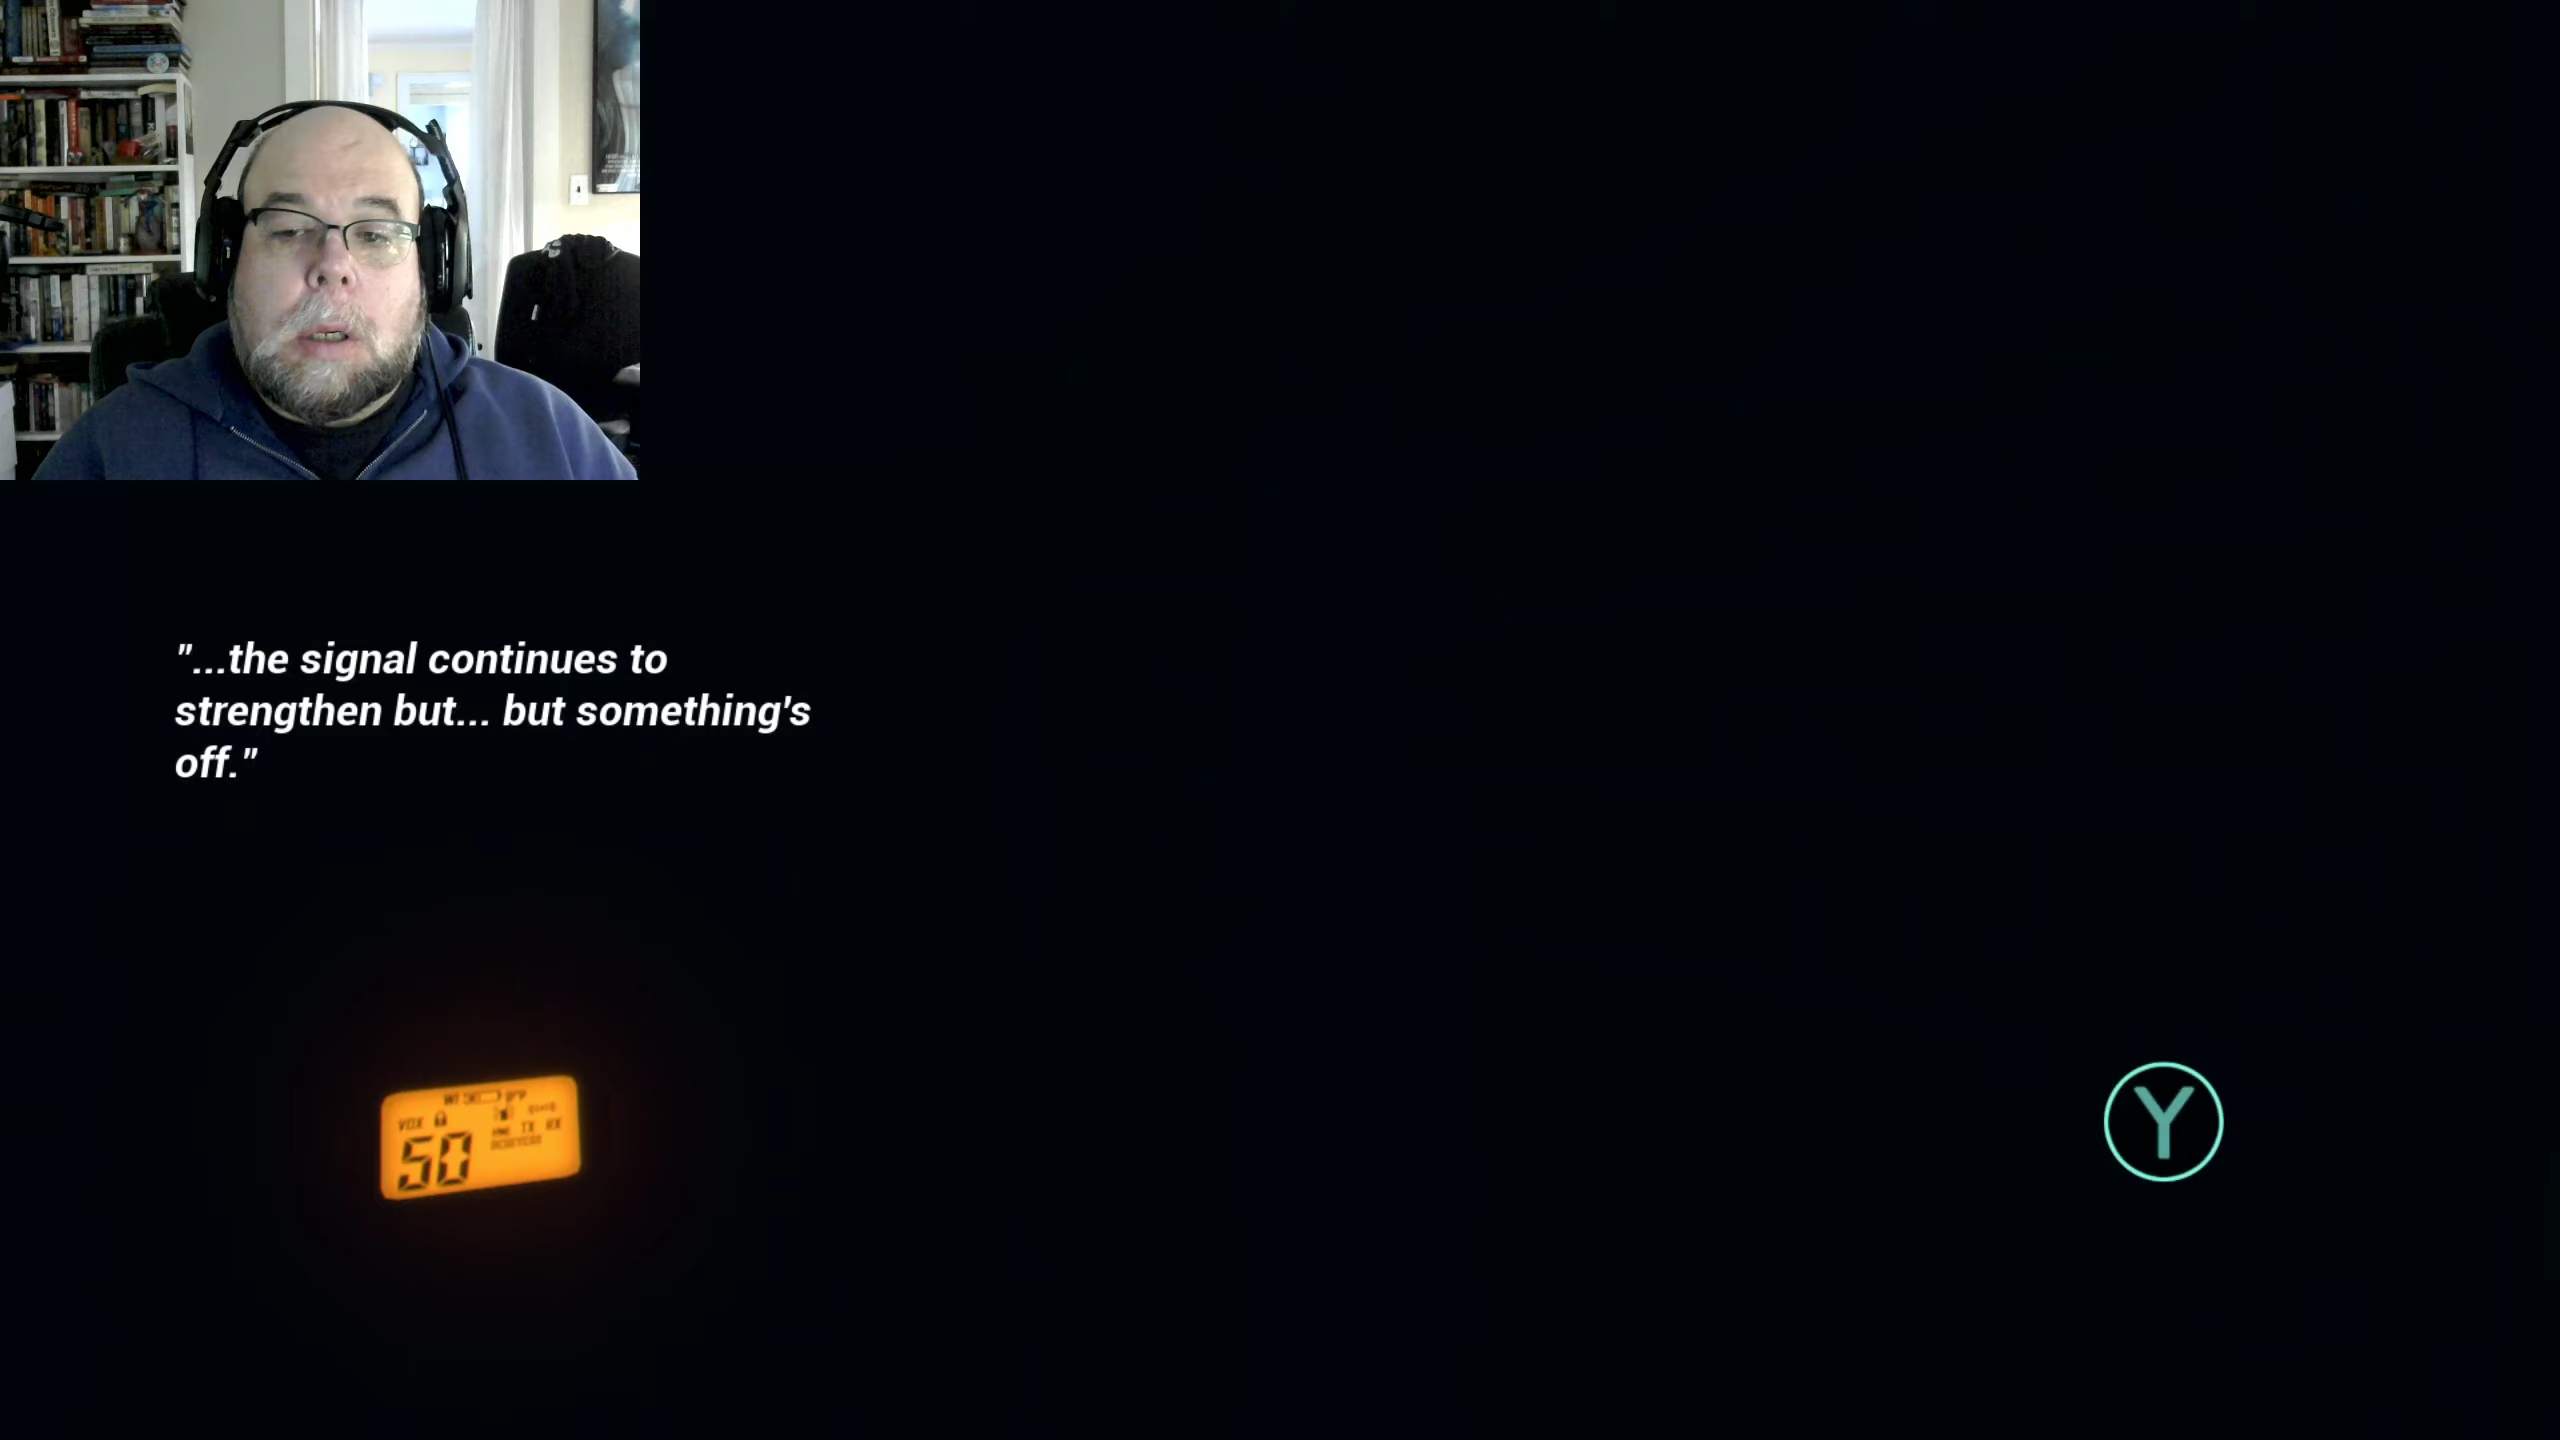 "...the signal continues to
strengthen but... but something's
off."
VOX
TX RX
50
Y